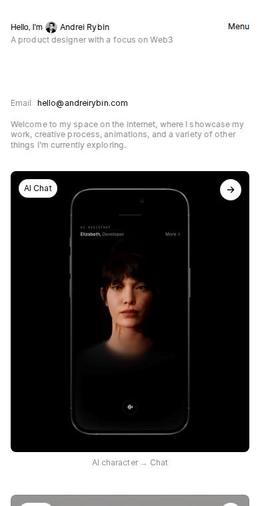 Hello, I'm Andrei Rybin
Menu
A product designer with a focus on Web3
Email hello@andreirybin.com
Welcome to my space on the internet, where I showcase my
work, creative process, animations, and a variety of other
things I'm currently exploring.
AI Chat
Elizabeth, Developer
More
AI character → Chat